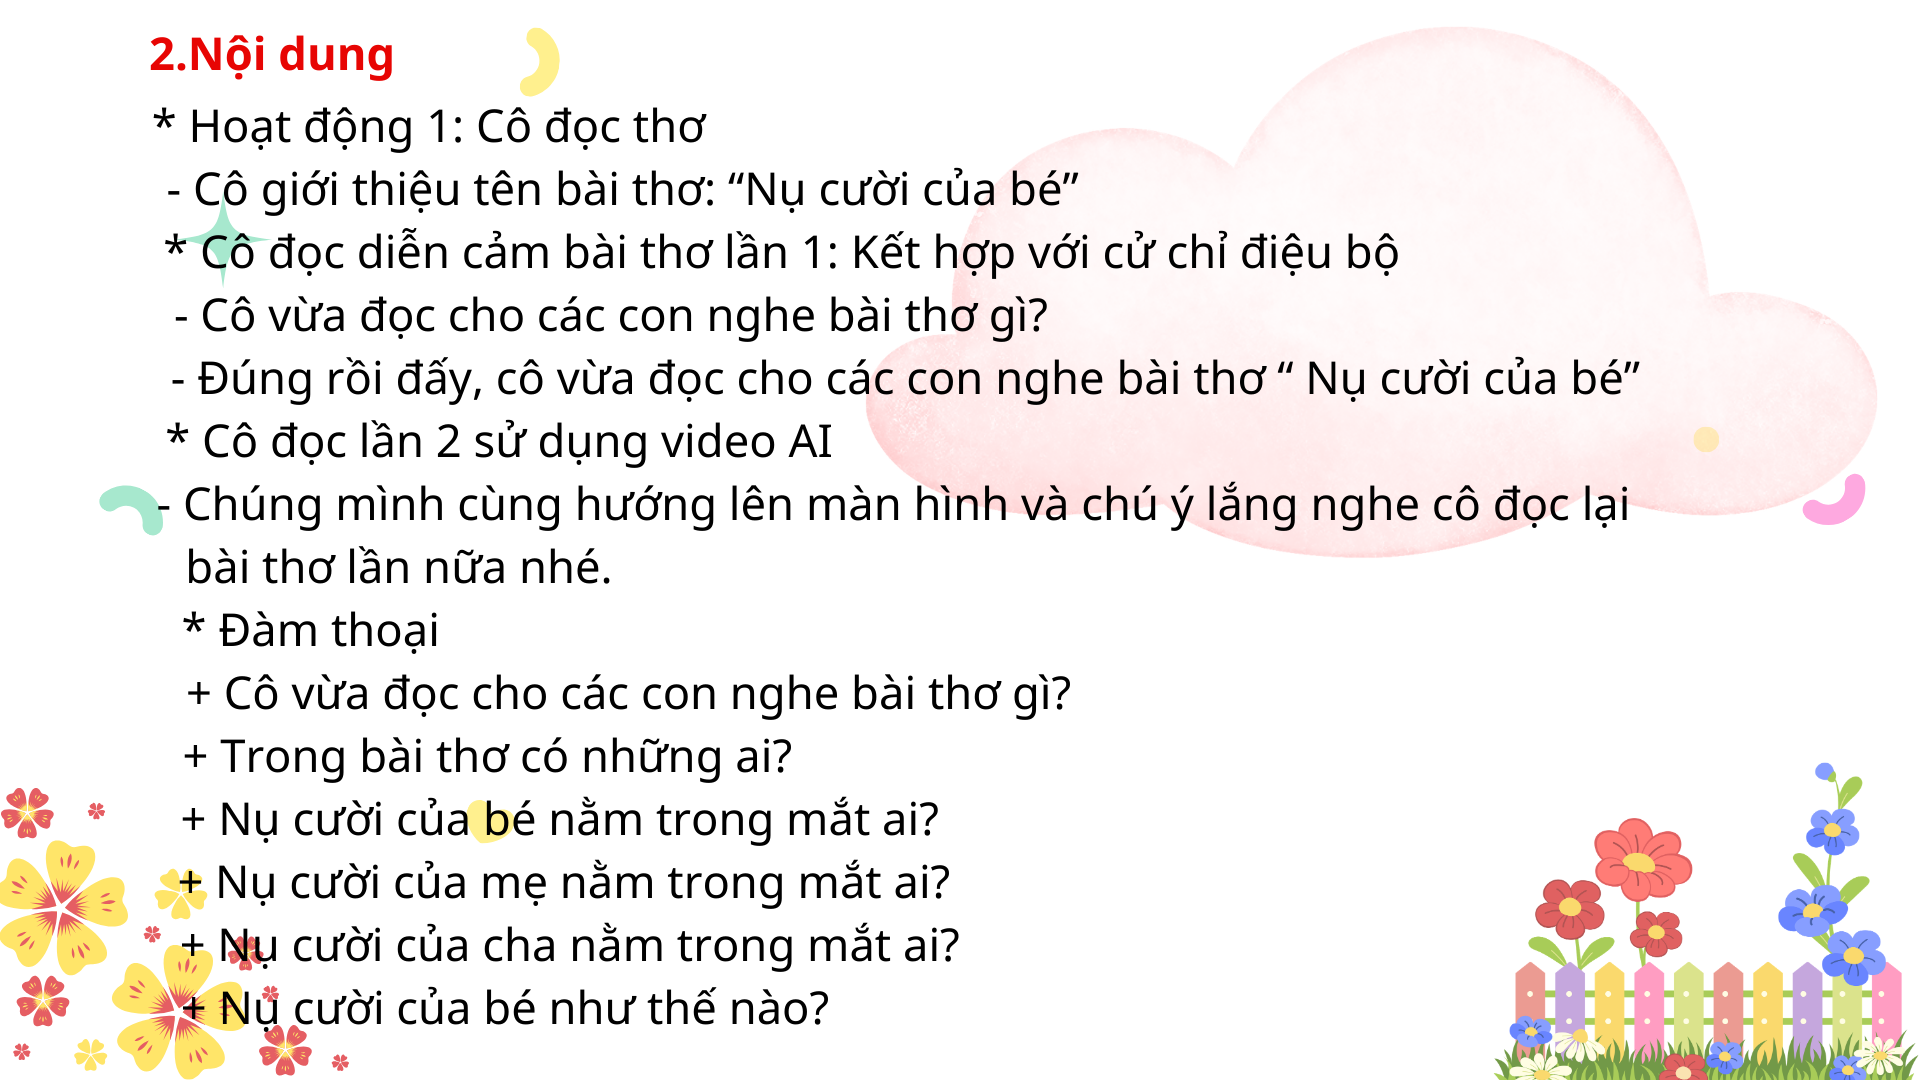 2.Nội dung
* Hoạt động 1: Cô đọc thơ
- Cô giới thiệu tên bài thơ: “Nụ cười của bé”
* Cô đọc diễn cảm bài thơ lần 1: Kết hợp với cử chỉ điệu bộ
- Cô vừa đọc cho các con nghe bài thơ gì?
- Đúng rồi đấy, cô vừa đọc cho các con nghe bài thơ “ Nụ cười của bé”
* Cô đọc lần 2 sử dụng video AI
- Chúng mình cùng hướng lên màn hình và chú ý lắng nghe cô đọc lại
bài thơ lần nữa nhé.
* Đàm thoại
+ Cô vừa đọc cho các con nghe bài thơ gì?
+ Trong bài thơ có những ai?
+ Nụ cười của bé nằm trong mắt ai?
+ Nụ cười của mẹ nằm trong mắt ai?
+ Nụ cười của cha nằm trong mắt ai?
+ Nụ cười của bé như thế nào?